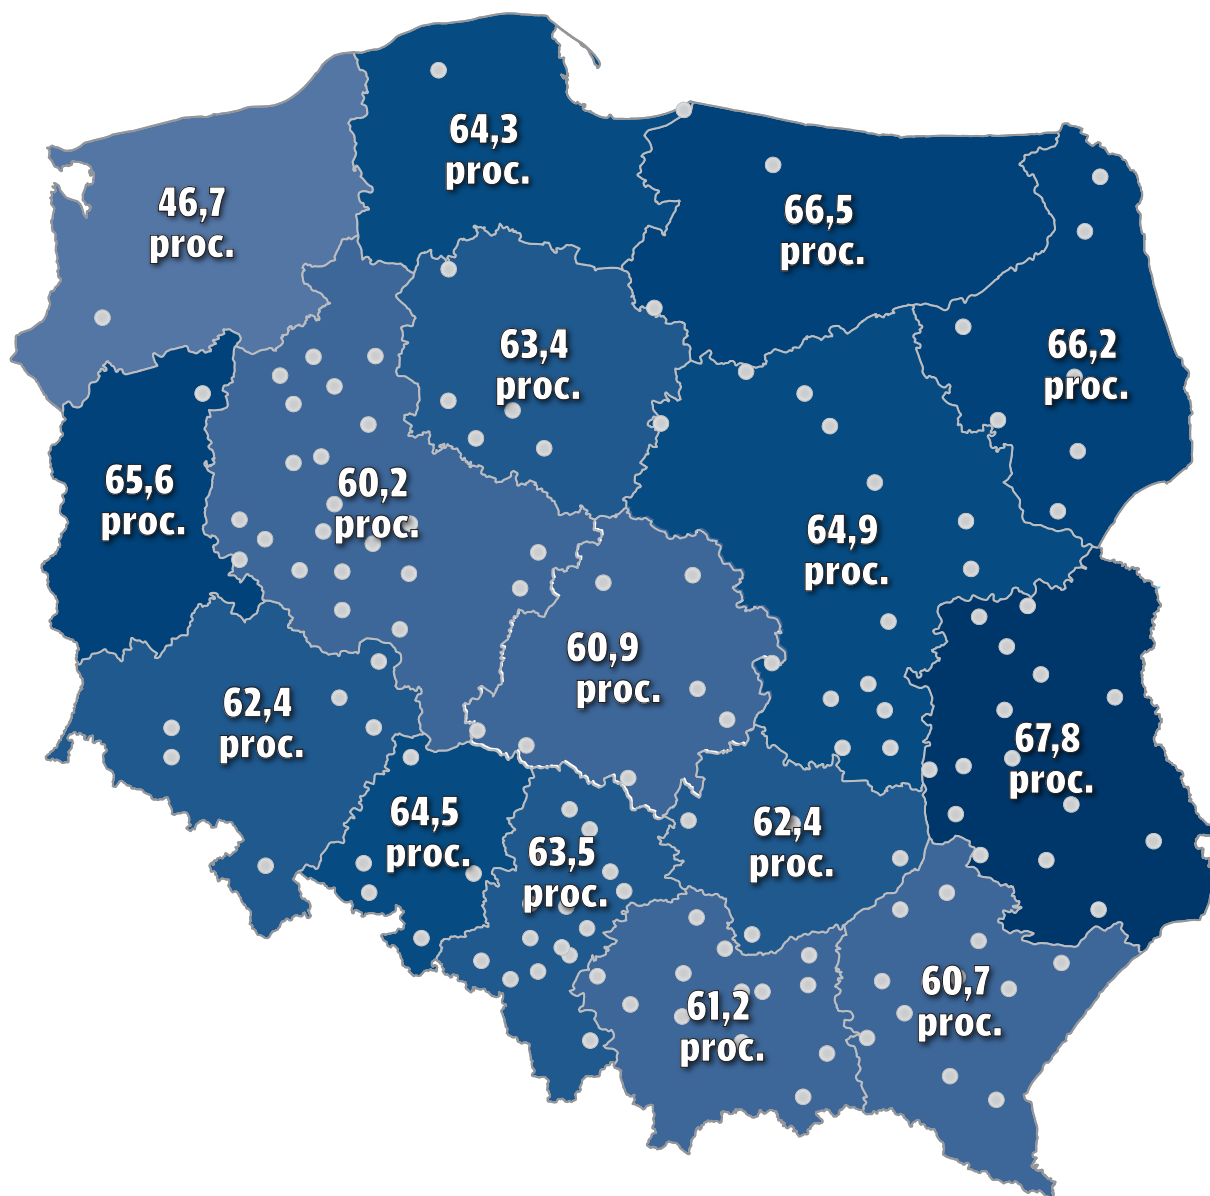 64,3
proc.
46,7
proc.
66,5
proc.
63,4
proc.
66,2
proc.
65,6
proc.
60,2
proc.
64,9
proc.
60,9
proc.
62,4
proc.
67,8
proc.
64,5
proc.
63,5
proc.
62,4
proc.
61,2
proc.
60,7
proc.